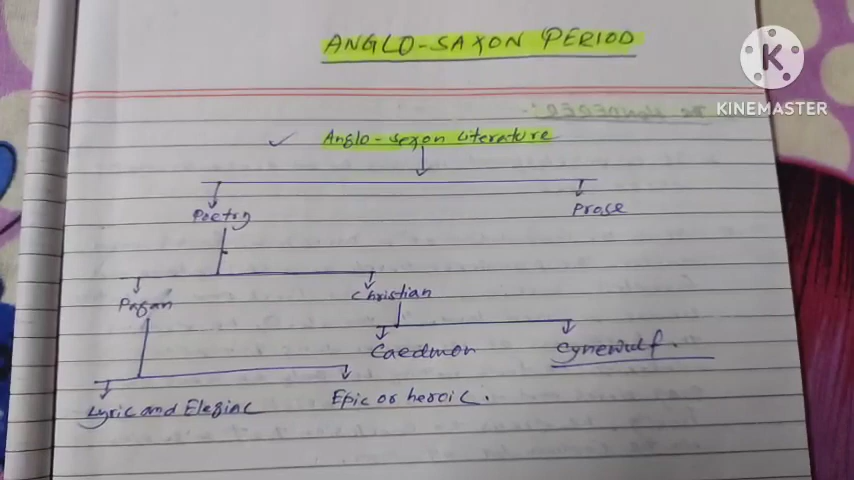 ANGLO-SAXON PERIOD
K
KINEMASTER
Anglo-Saxon Literature
Poetry Prose
Pagan Christian
Caedmon Cynewulf.
Lyric and Elegiac Epic or heroic.